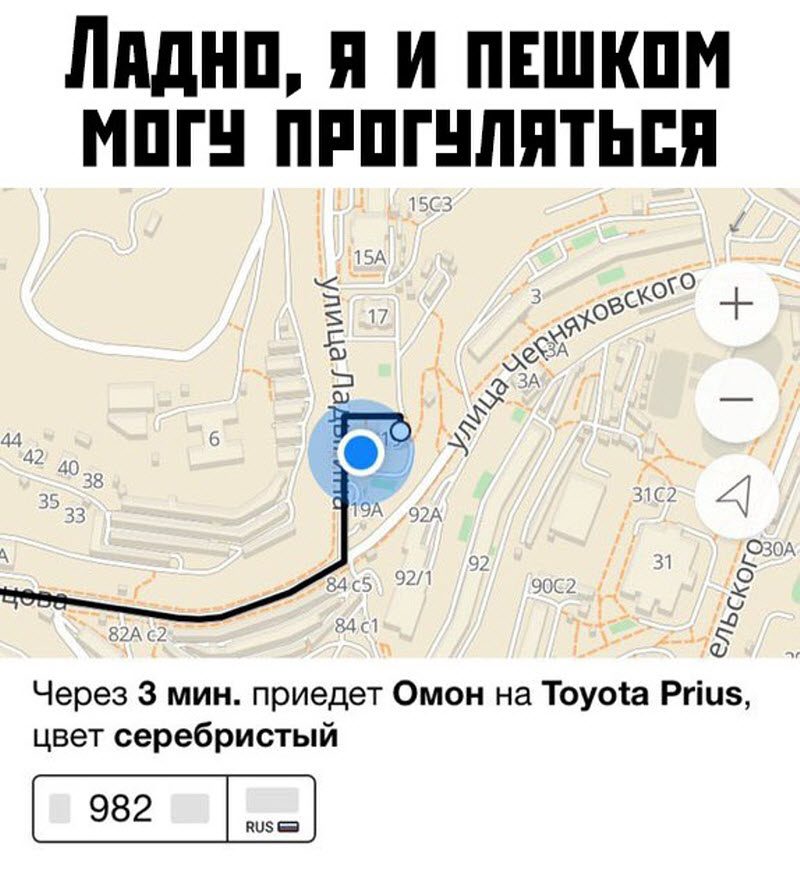 Ладно, я и пешком
могу прогуляться
15С3
15А
17
улица Ладыгина
3
улица Черняховского
3А
3А
6
44
42
40
38
35
33
19А
92А
31С2
30А
31
92
92/1
90С2
84 с5
84 с1
82А с2
ельского
цова
Через 3 мин. приедет Омон на Toyota Prius,
цвет серебристый
982
RUS